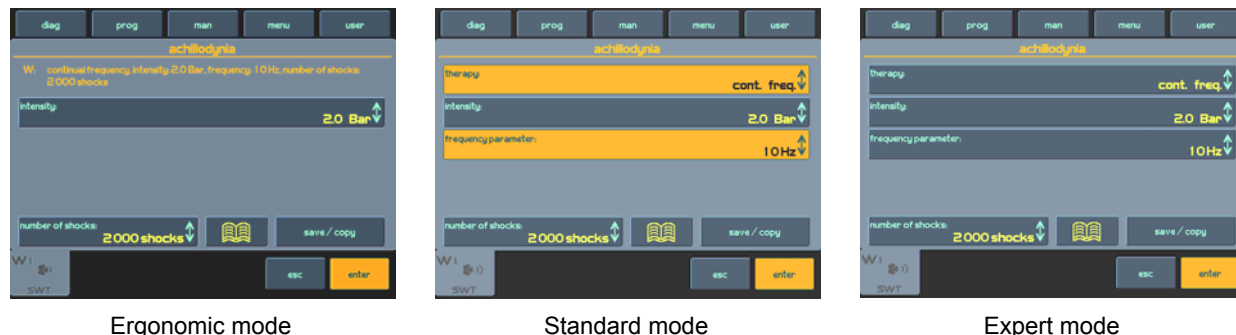 diag prog man menu user
achillodynia
W: continual frequency, intensity 2.0 Bar, frequency 10 Hz, number of shocks:
2 000 shocks
intensity:
2.0 Bar
number of shocks:
2 000 shocks
save / copy
W1
SWT
esc enter
Ergonomic mode
diag prog man menu user
achillodynia
therapy:
cont. freq.
intensity:
2.0 Bar
frequency parameter:
10 Hz
number of shocks:
2 000 shocks
save / copy
W1
SWT
esc enter
Standard mode
diag prog man menu user
achillodynia
therapy:
cont. freq.
intensity:
2.0 Bar
frequency parameter:
10 Hz
number of shocks:
2 000 shocks
save / copy
W1
SWT
esc enter
Expert mode